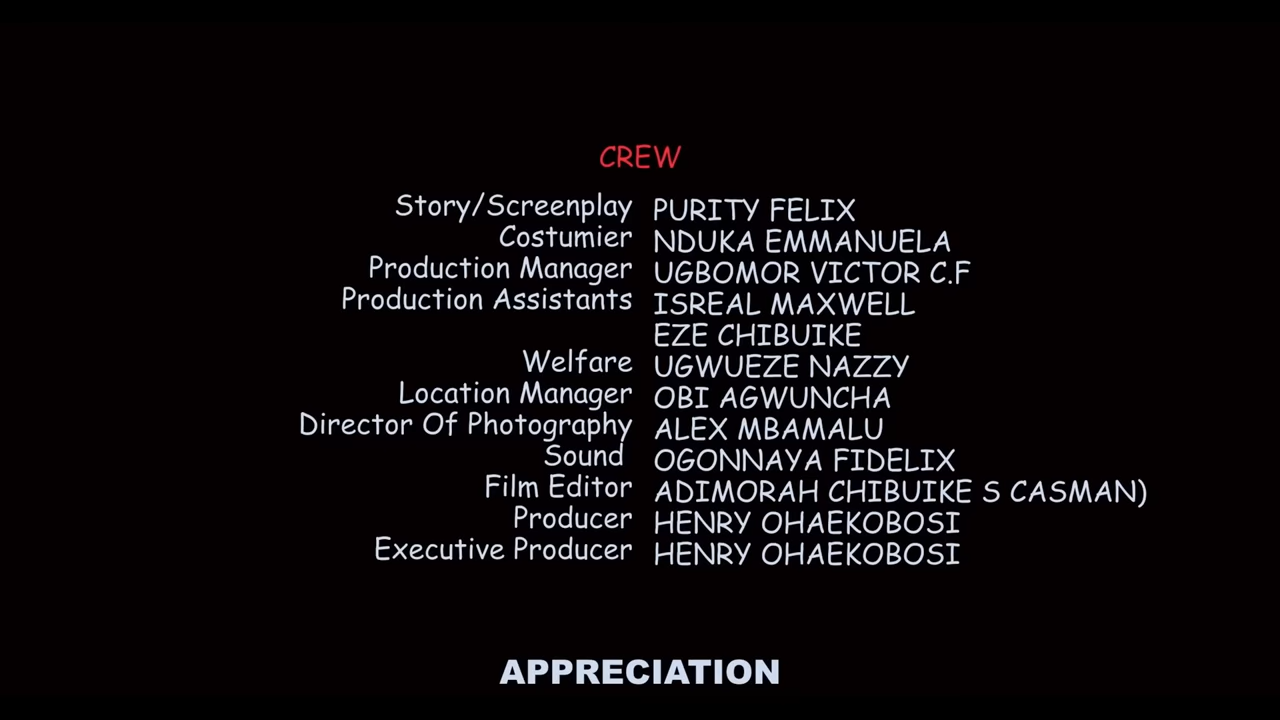 CREW
Story/Screenplay PURITY FELIX
Costumier NDUKA EMMANUELA
Production Manager UGBOMOR VICTOR C.F
Production Assistants ISREAL MAXWELL
EZE CHIBUIKE
Welfare UGWUEZE NAZZY
Location Manager OBI AGWUNCHA
Director Of Photography ALEX MBAMALU
Sound OGONNAYA FIDELIX
Film Editor ADIMORAH CHIBUIKE S CASMAN)
Producer HENRY OHAEKOBOSI
Executive Producer HENRY OHAEKOBOSI
APPRECIATION